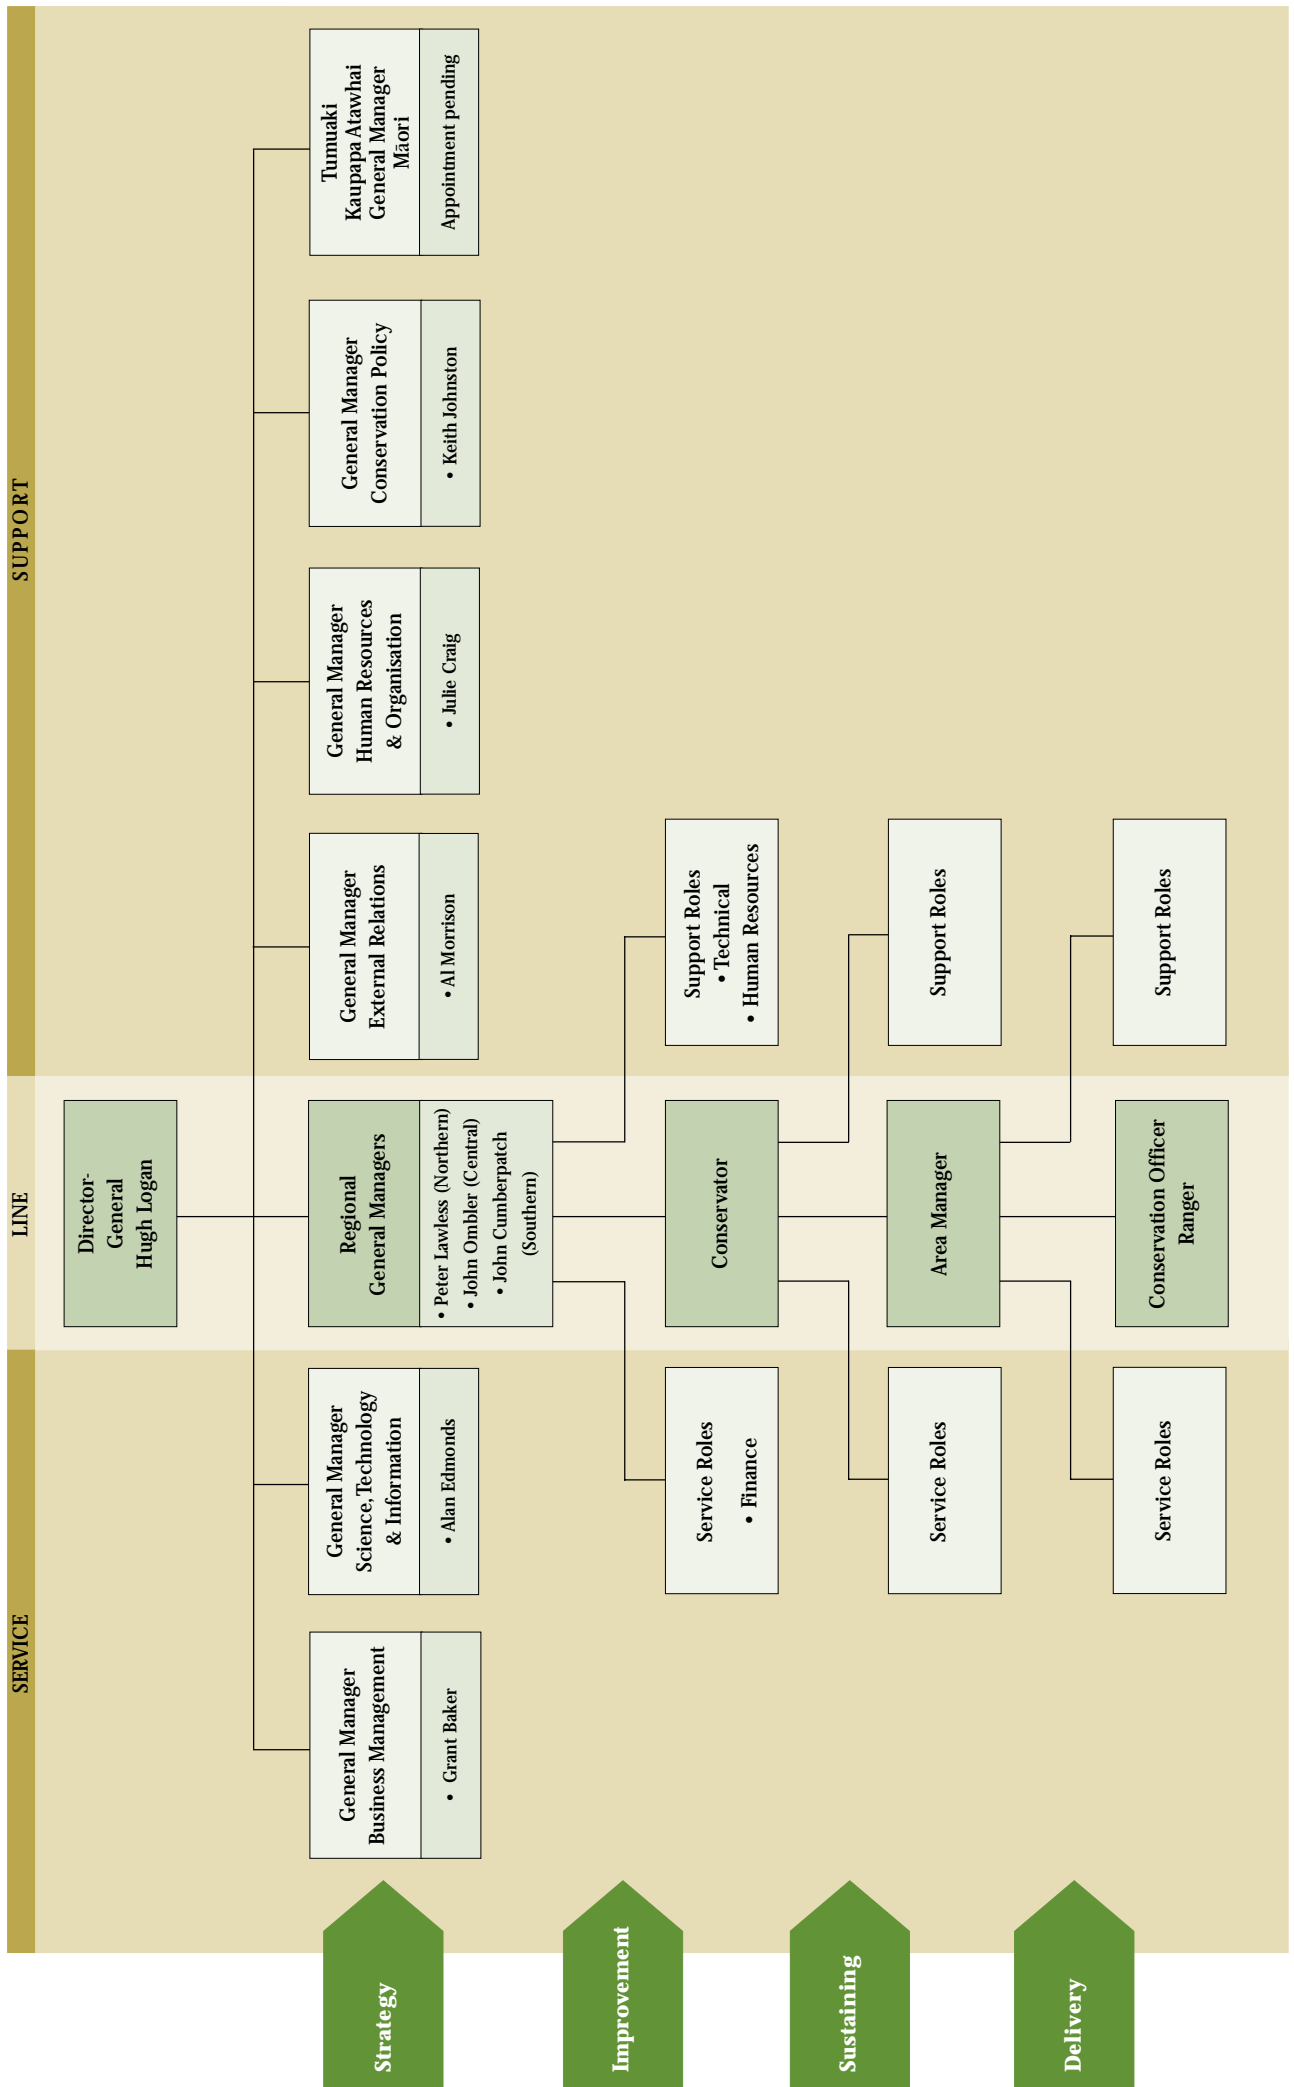 SERVICE
LINE
SUPPORT
Director-
General
Hugh Logan
Strategy
General Manager
Business Management
• Grant Baker
General Manager
Science, Technology
& Information
• Alan Edmonds
Regional
General Managers
• Peter Lawless (Northern)
• John Ombler (Central)
• John Cumberpatch
(Southern)
General Manager
External Relations
• Al Morrison
General Manager
Human Resources
& Organisation
• Julie Craig
General Manager
Conservation Policy
• Keith Johnston
Tumuaki
Kaupapa Atawhai
General Manager
Māori
Appointment pending
Improvement
Service Roles
• Finance
Conservator
Support Roles
• Technical
• Human Resources
Sustaining
Service Roles
Area Manager
Support Roles
Delivery
Service Roles
Conservation Officer
Ranger
Support Roles